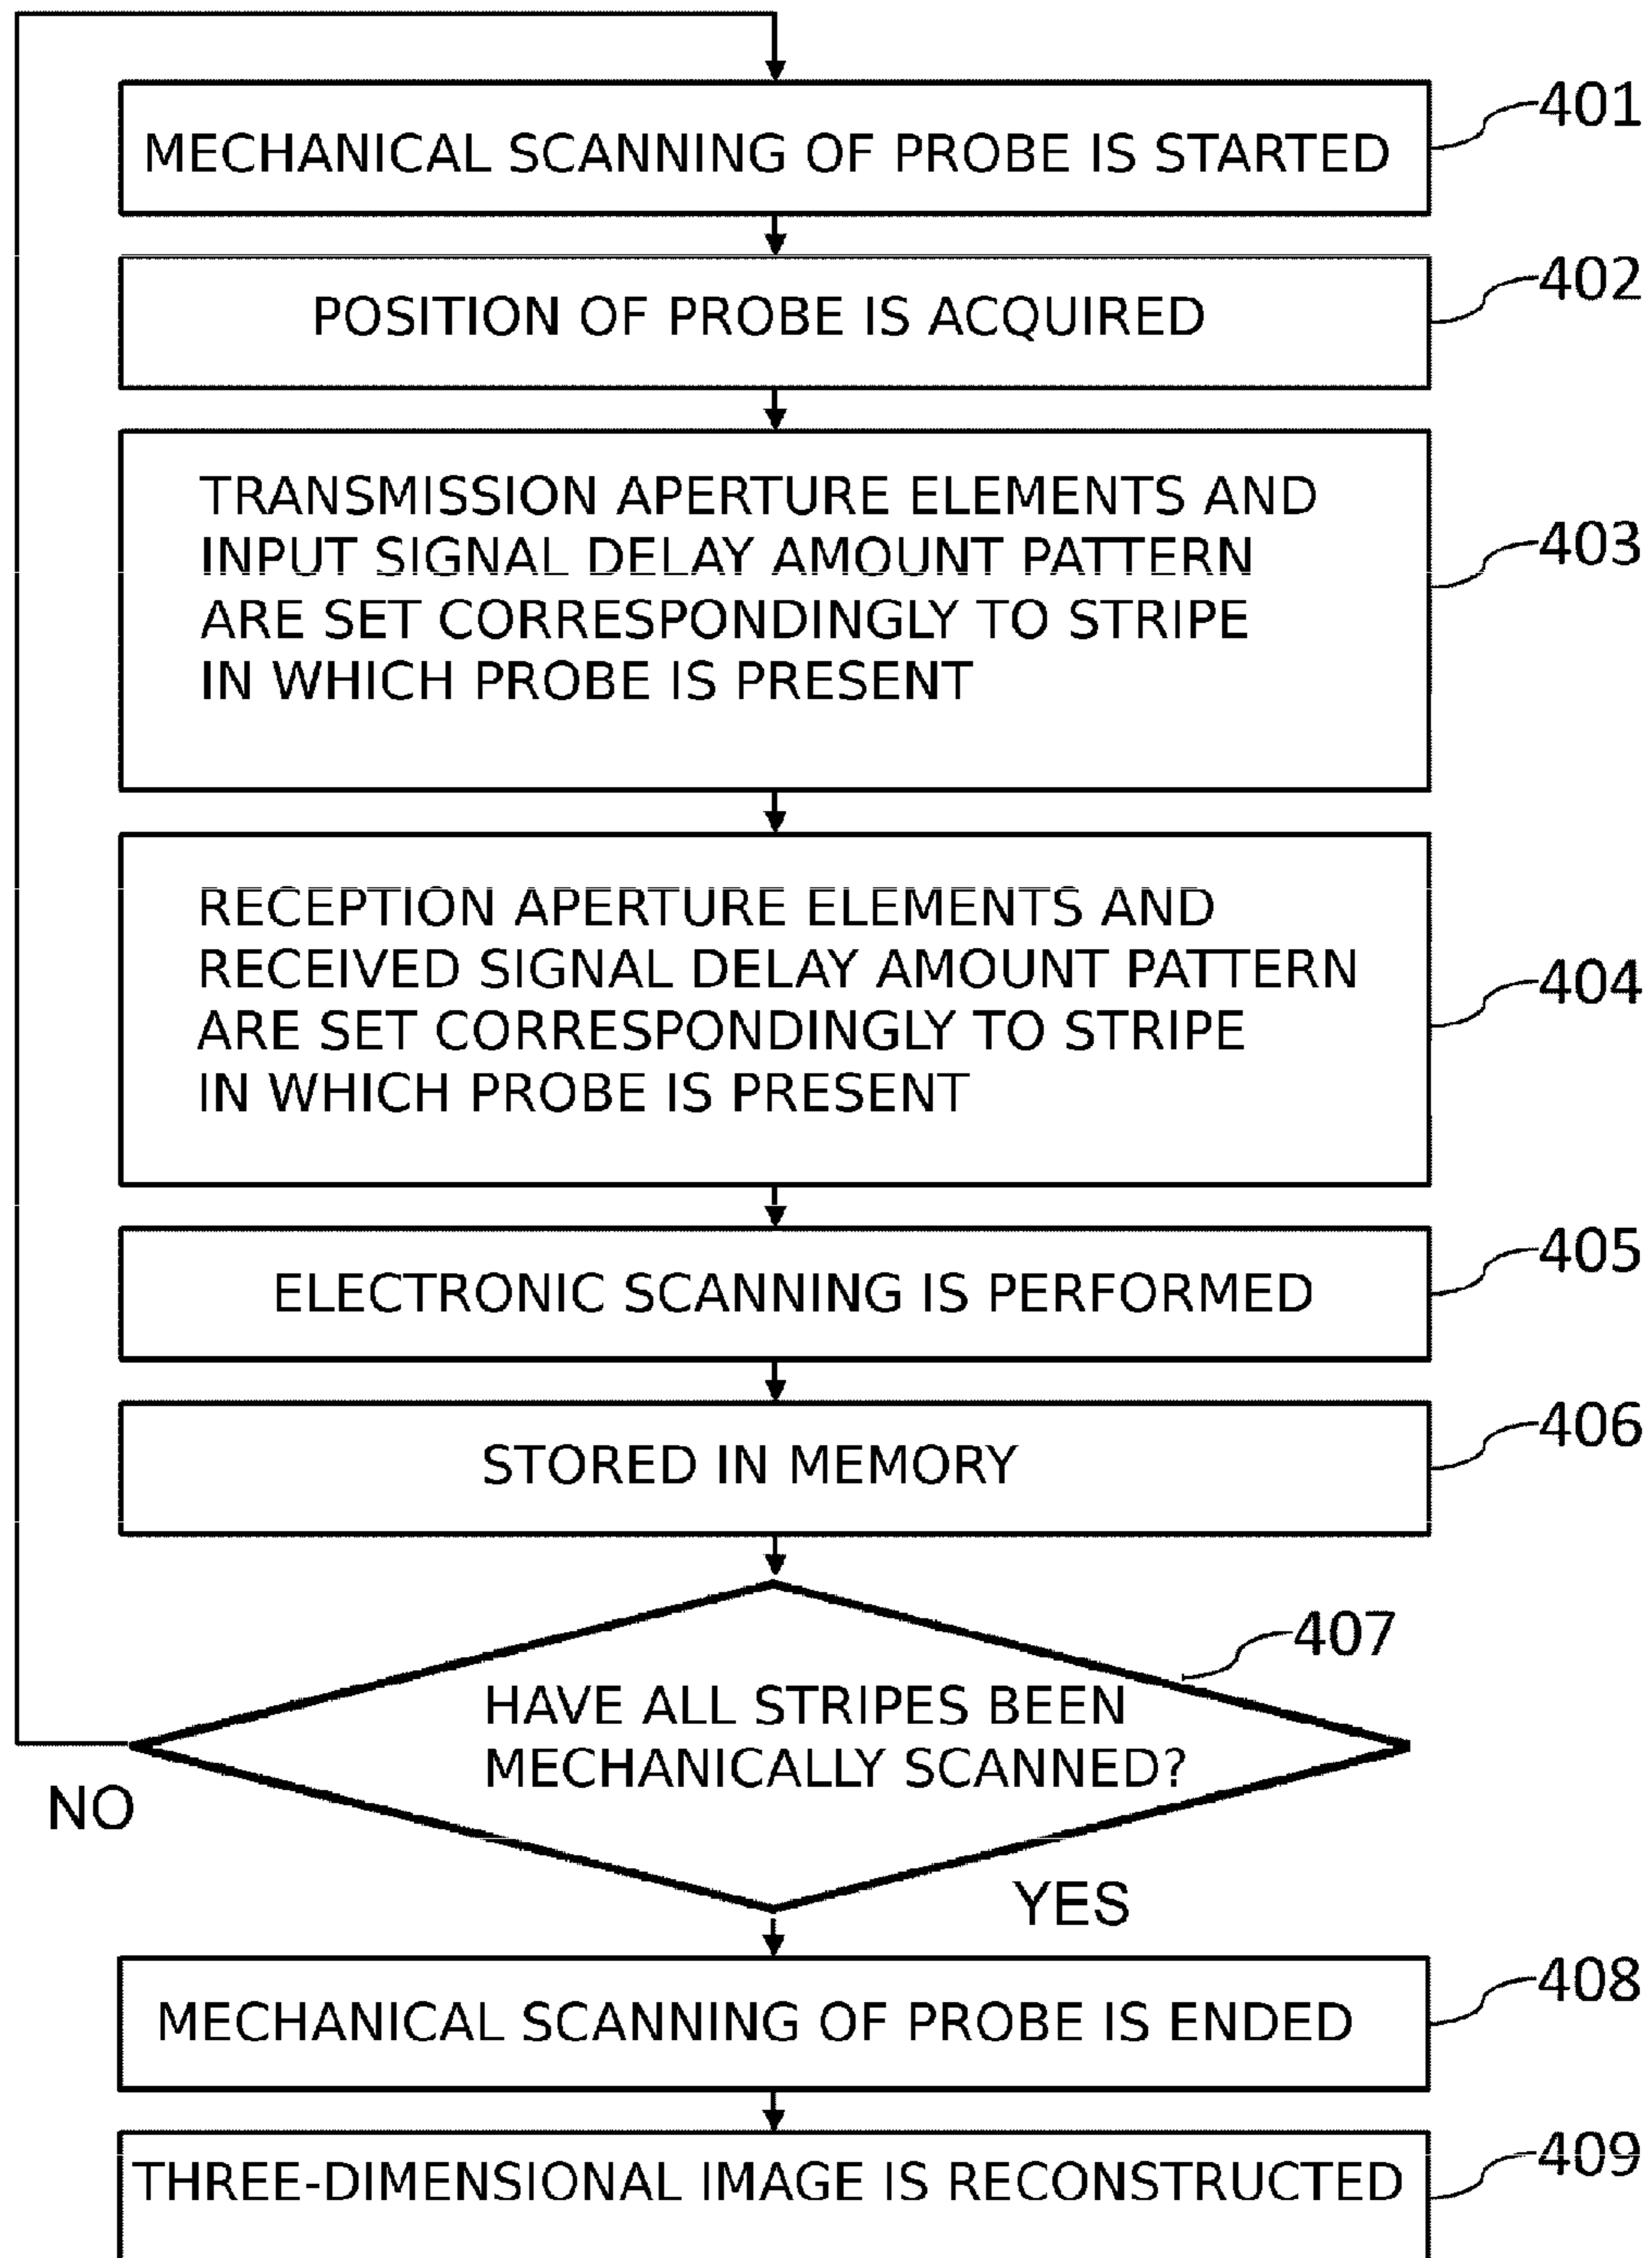 MECHANICAL SCANNING OF PROBE IS STARTED
401
POSITION OF PROBE IS ACQUIRED
402
TRANSMISSION APERTURE ELEMENTS AND
INPUT SIGNAL DELAY AMOUNT PATTERN
ARE SET CORRESPONDINGLY TO STRIPE
IN WHICH PROBE IS PRESENT
403
RECEPTION APERTURE ELEMENTS AND
RECEIVED SIGNAL DELAY AMOUNT PATTERN
ARE SET CORRESPONDINGLY TO STRIPE
IN WHICH PROBE IS PRESENT
404
ELECTRONIC SCANNING IS PERFORMED
405
STORED IN MEMORY
406
HAVE ALL STRIPES BEEN
MECHANICALLY SCANNED?
407
NO
YES
MECHANICAL SCANNING OF PROBE IS ENDED
408
THREE-DIMENSIONAL IMAGE IS RECONSTRUCTED
409